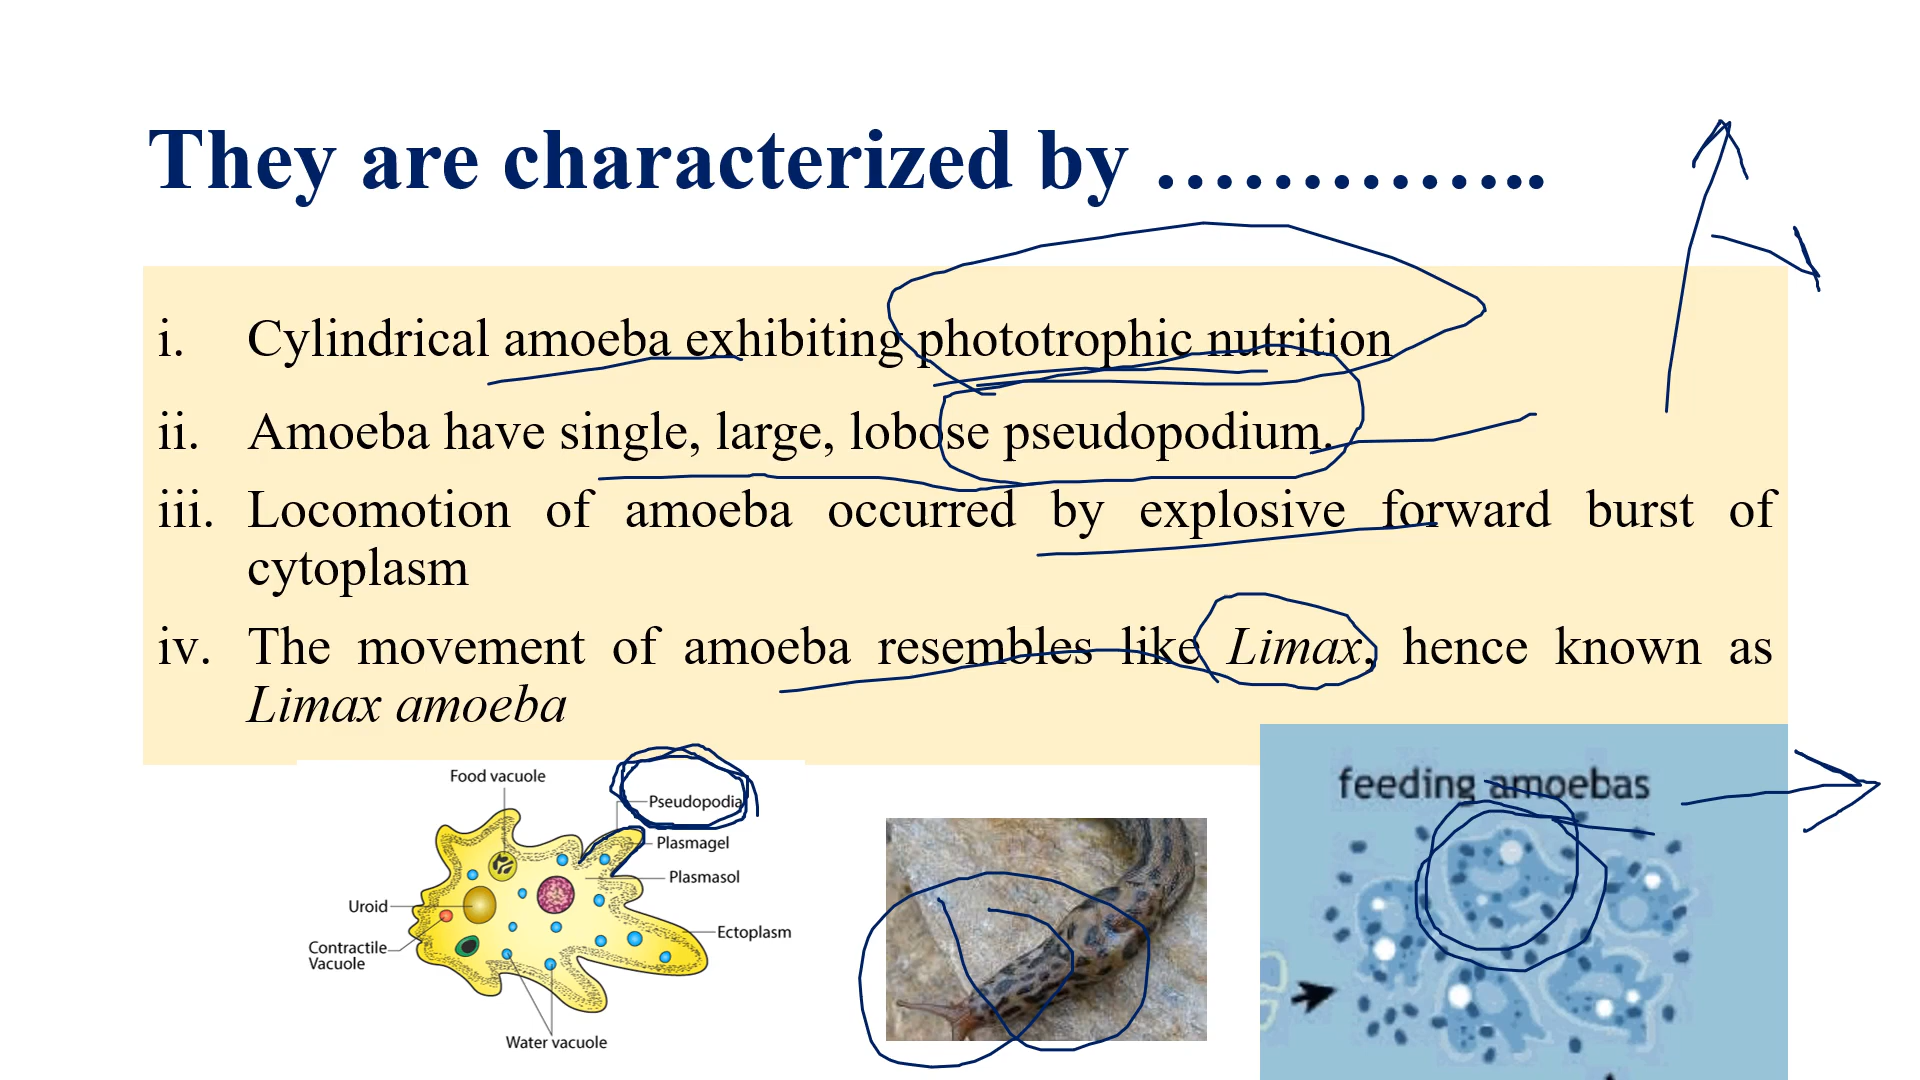 They are characterized by …………..
i. Cylindrical amoeba exhibiting phototrophic nutrition
ii. Amoeba have single, large, lobose pseudopodium.
iii. Locomotion of amoeba occurred by explosive forward burst of
cytoplasm
iv. The movement of amoeba resembles like Limax, hence known as
Limax amoeba
Food vacuole
Pseudopodia
Plasmagel
Plasmasol
Uroid
Ectoplasm
Contractile
Vacuole
Water vacuole
feeding amoebas